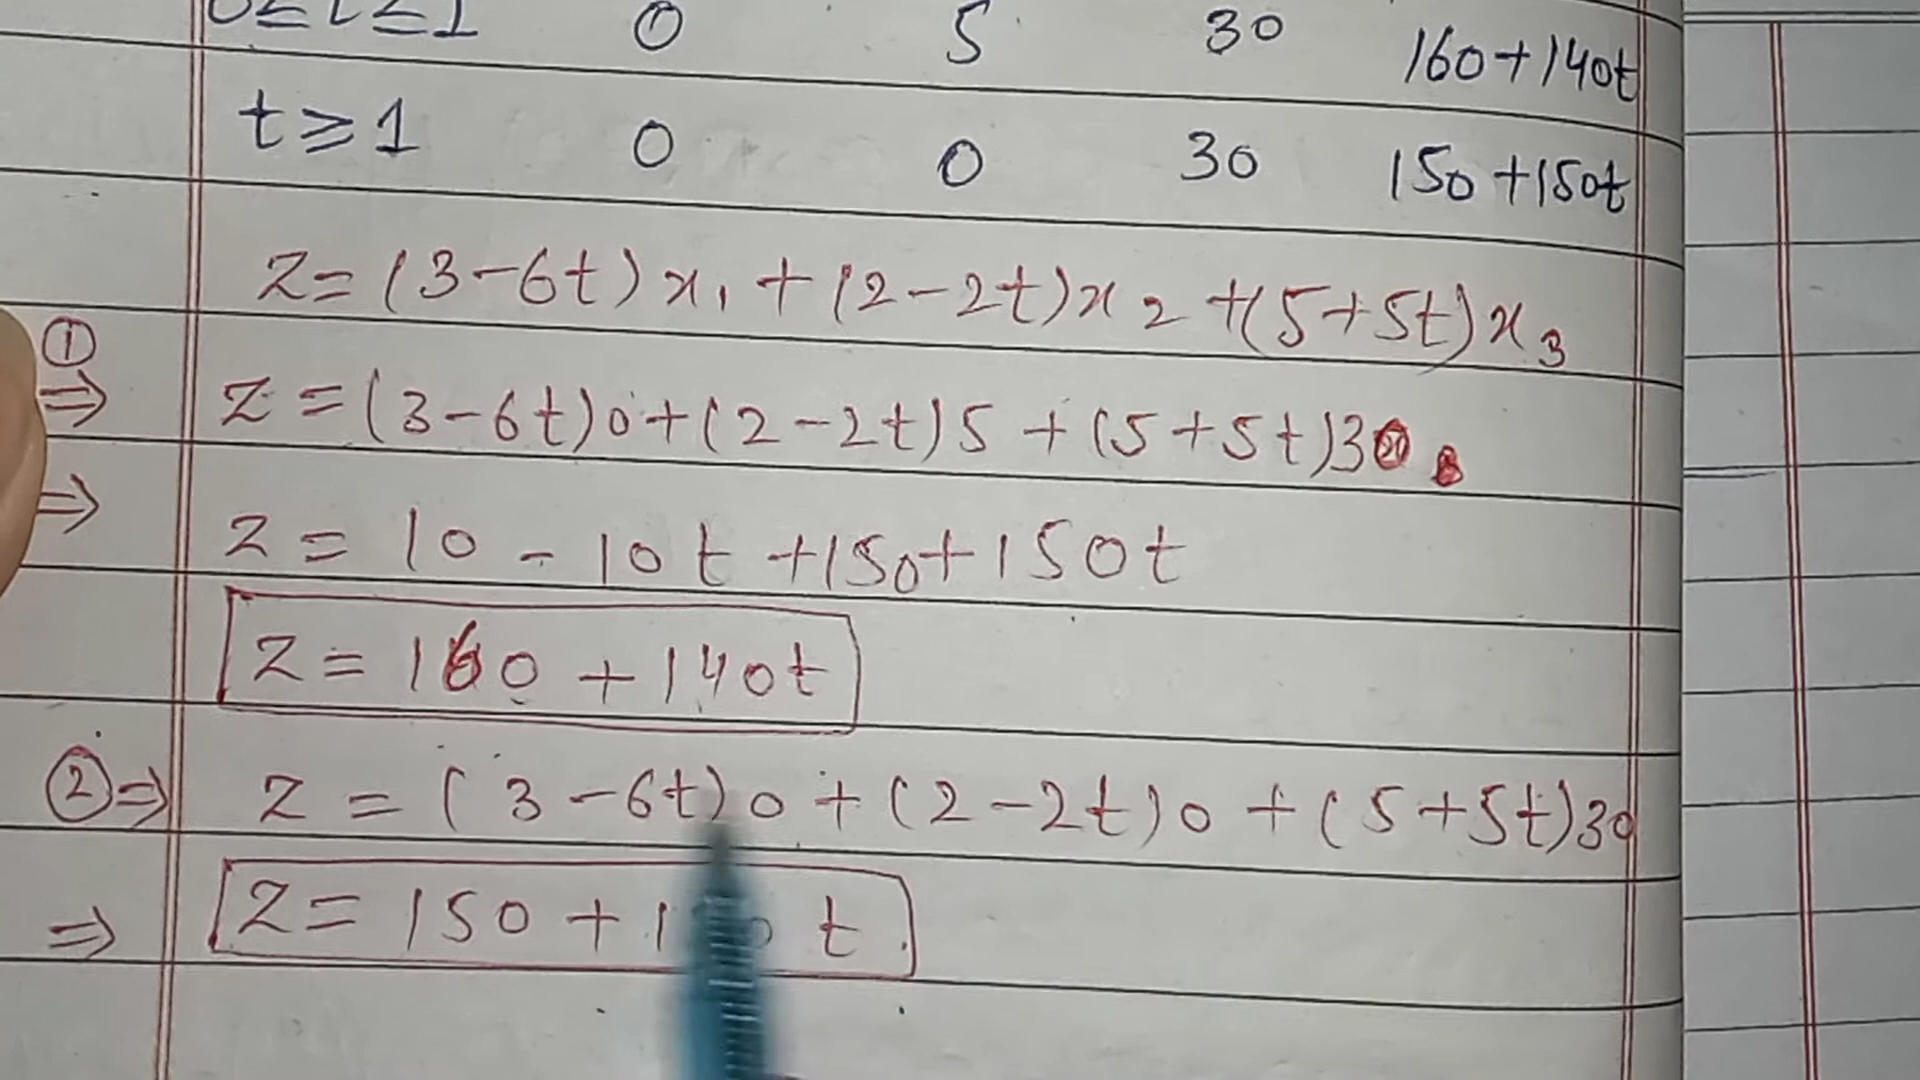 0≤t≤1 0 5 30 160+140t
t≥1 0 0 30 150+150t
z=(3-6t)x₁+(2-2t)x₂+(5+5t)x₃
① ⇒ z=(3-6t)0+(2-2t)5+(5+5t)30
⇒ z=10-10t+150+150t
z=160+140t
②⇒ z=(3-6t)0+(2-2t)0+(5+5t)30
⇒ z=150+1 0t